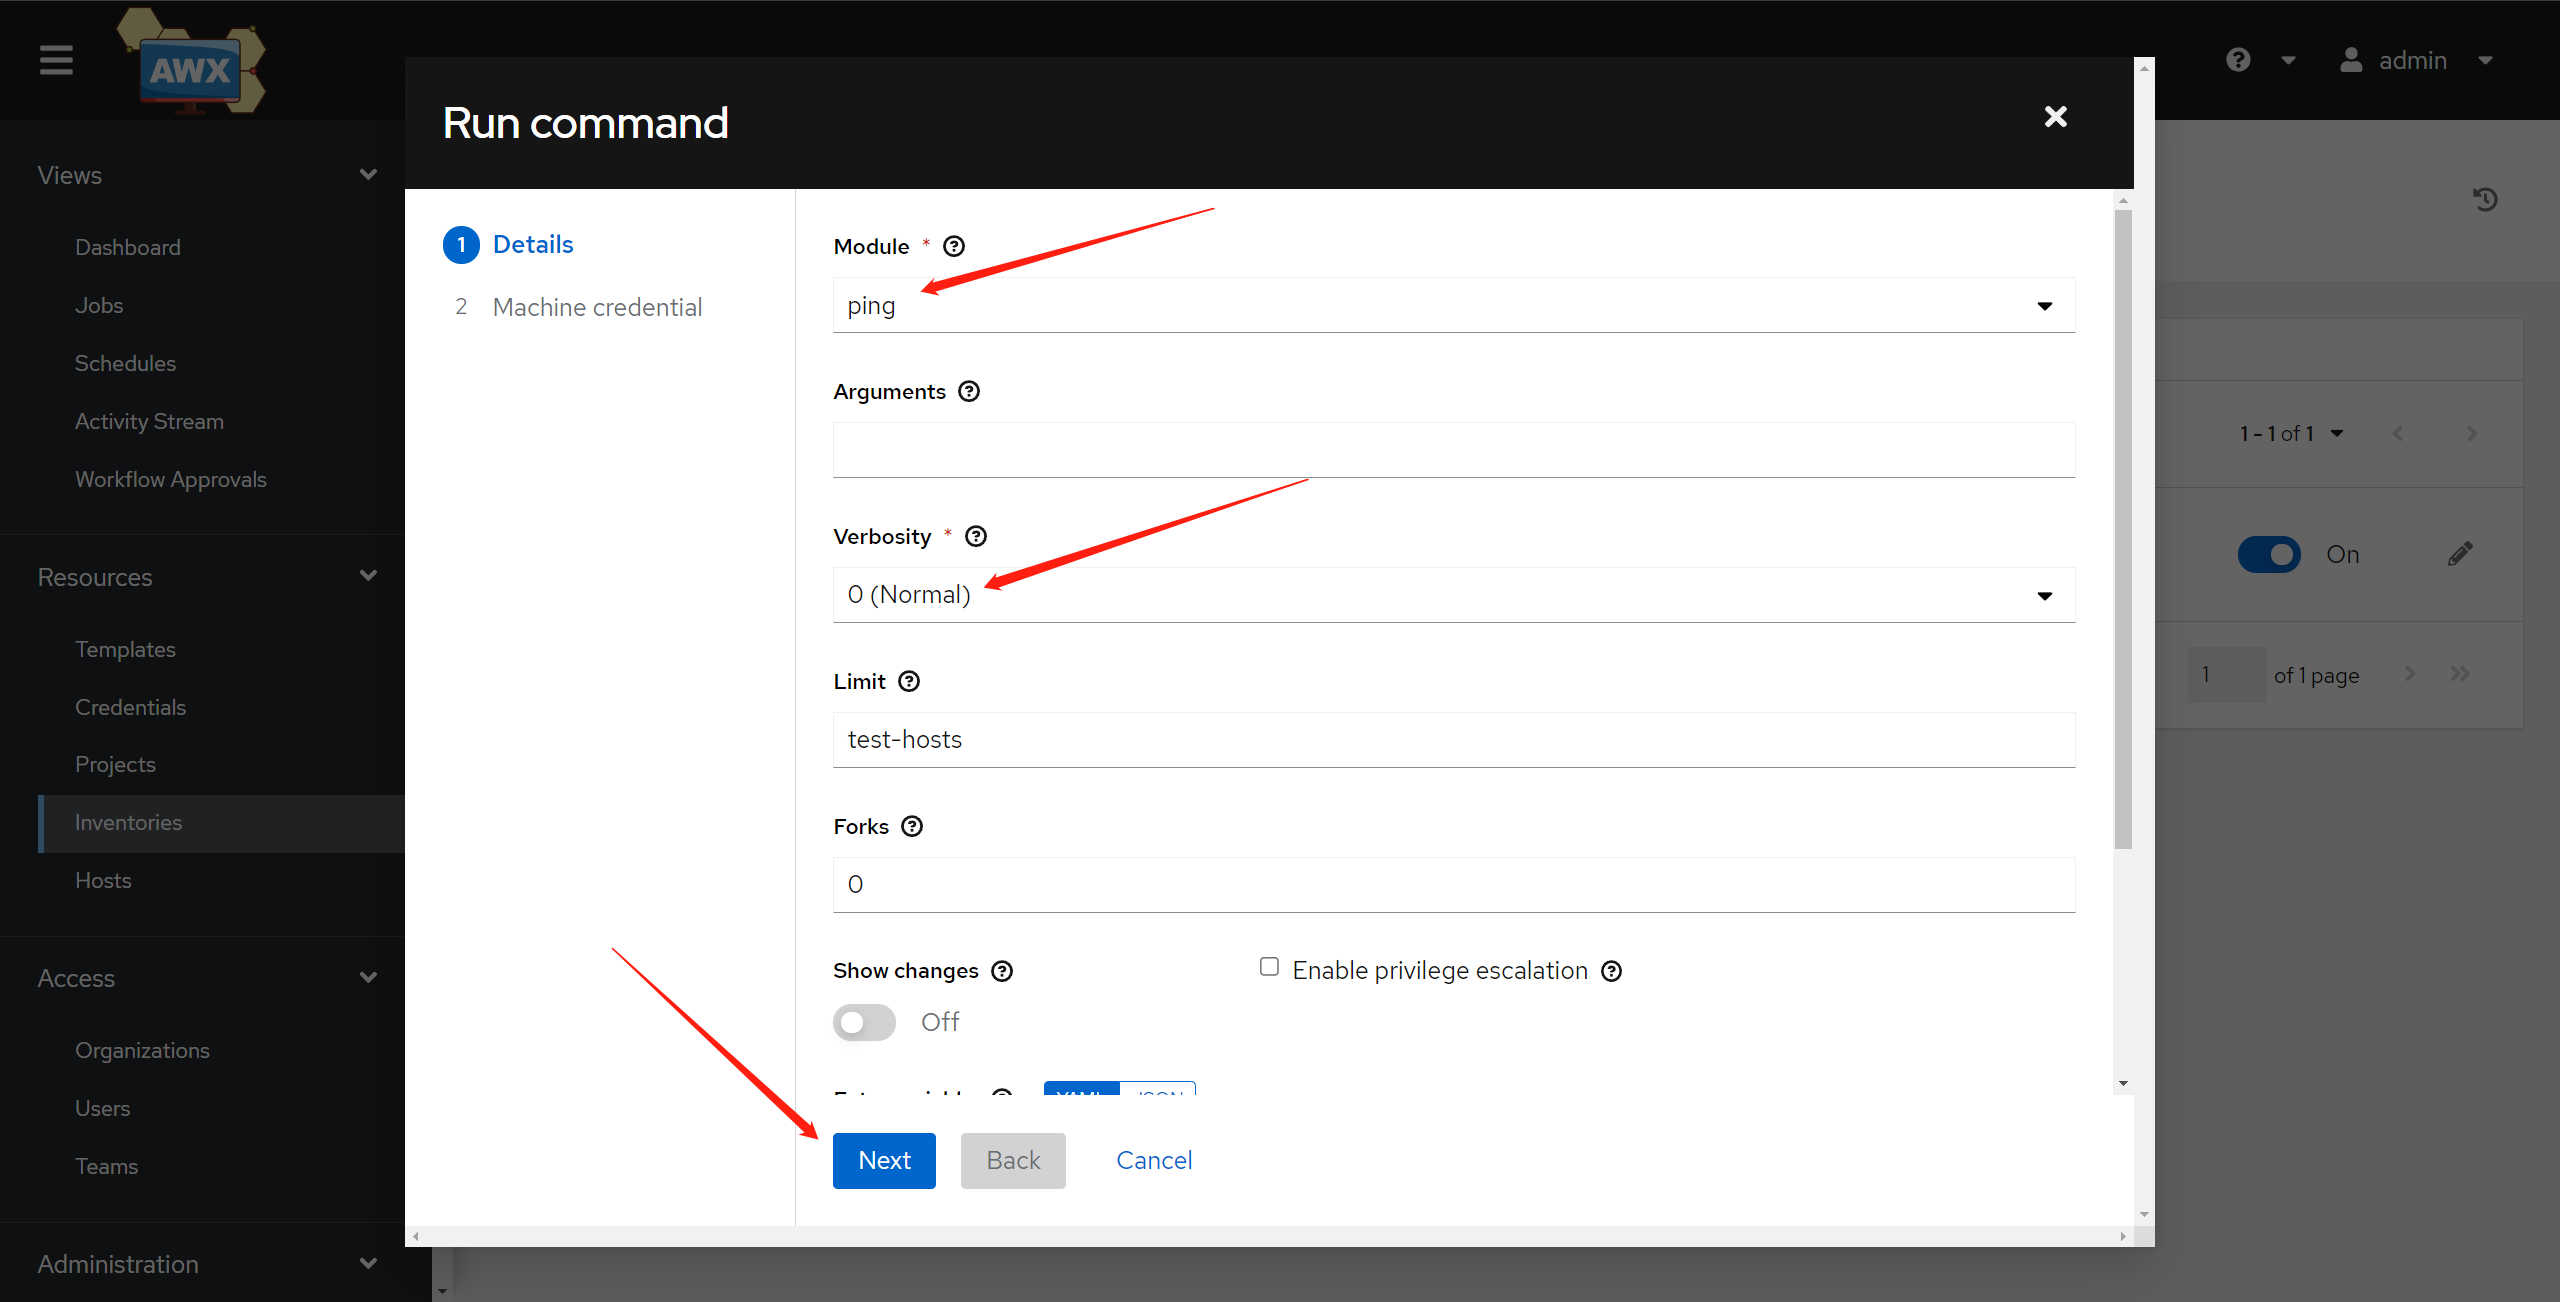 AWX
admin
Run command
Views
Dashboard
Jobs
Schedules
Activity Stream
Workflow Approvals
Resources
Templates
Credentials
Projects
Inventories
Hosts
Access
Organizations
Users
Teams
Administration
1 Details
2 Machine credential
Module *
ping
Arguments
Verbosity *
0 (Normal)
Limit
test-hosts
Forks
0
Show changes
Off
Enable privilege escalation
YAML JSON
Next Back Cancel
1 - 1 of 1
On
1 of 1 page